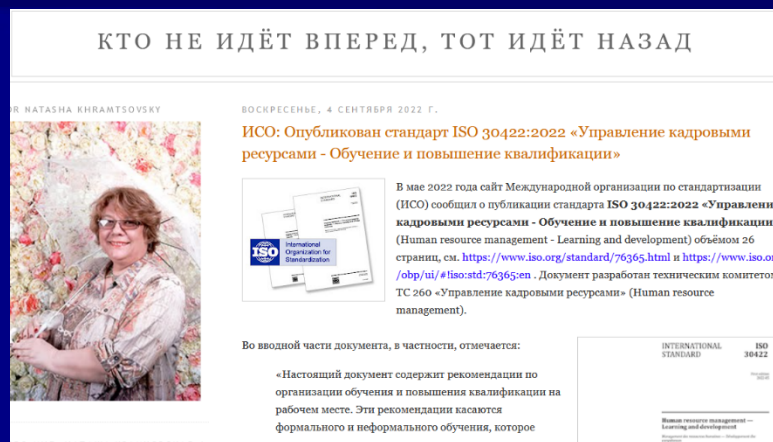 КТО НЕ ИДЁТ ВПЕРЕД, ТОТ ИДЁТ НАЗАД
NATASHA KHRAMTSOVSKY
ВОСКРЕСЕНЬЕ, 4 СЕНТЯБРЯ 2022 Г.
ИСО: Опубликован стандарт ISO 30422:2022 «Управление кадровыми
ресурсами - Обучение и повышение квалификации»
В мае 2022 года сайт Международной организации по стандартизации
(ИСО) сообщил о публикации стандарта ISO 30422:2022 «Управлени
кадровыми ресурсами - Обучение и повышение квалификации
(Human resource management - Learning and development) объёмом 26
страниц, см. https://www.iso.org/standard/76365.html и https://www.iso.or
/obp/ui/#!iso:std:76365:en . Документ разработан техническим комитетом
ТС 260 «Управление кадровыми ресурсами» (Human resource
management).
ISO
International
Organization for
Standardization
Во вводной части документа, в частности, отмечается:
«Настоящий документ содержит рекомендации по
организации обучения и повышения квалификации на
рабочем месте. Эти рекомендации касаются
формального и неформального обучения, которое
INTERNATIONAL ISO
STANDARD 30422
Human resource management —
Learning and development